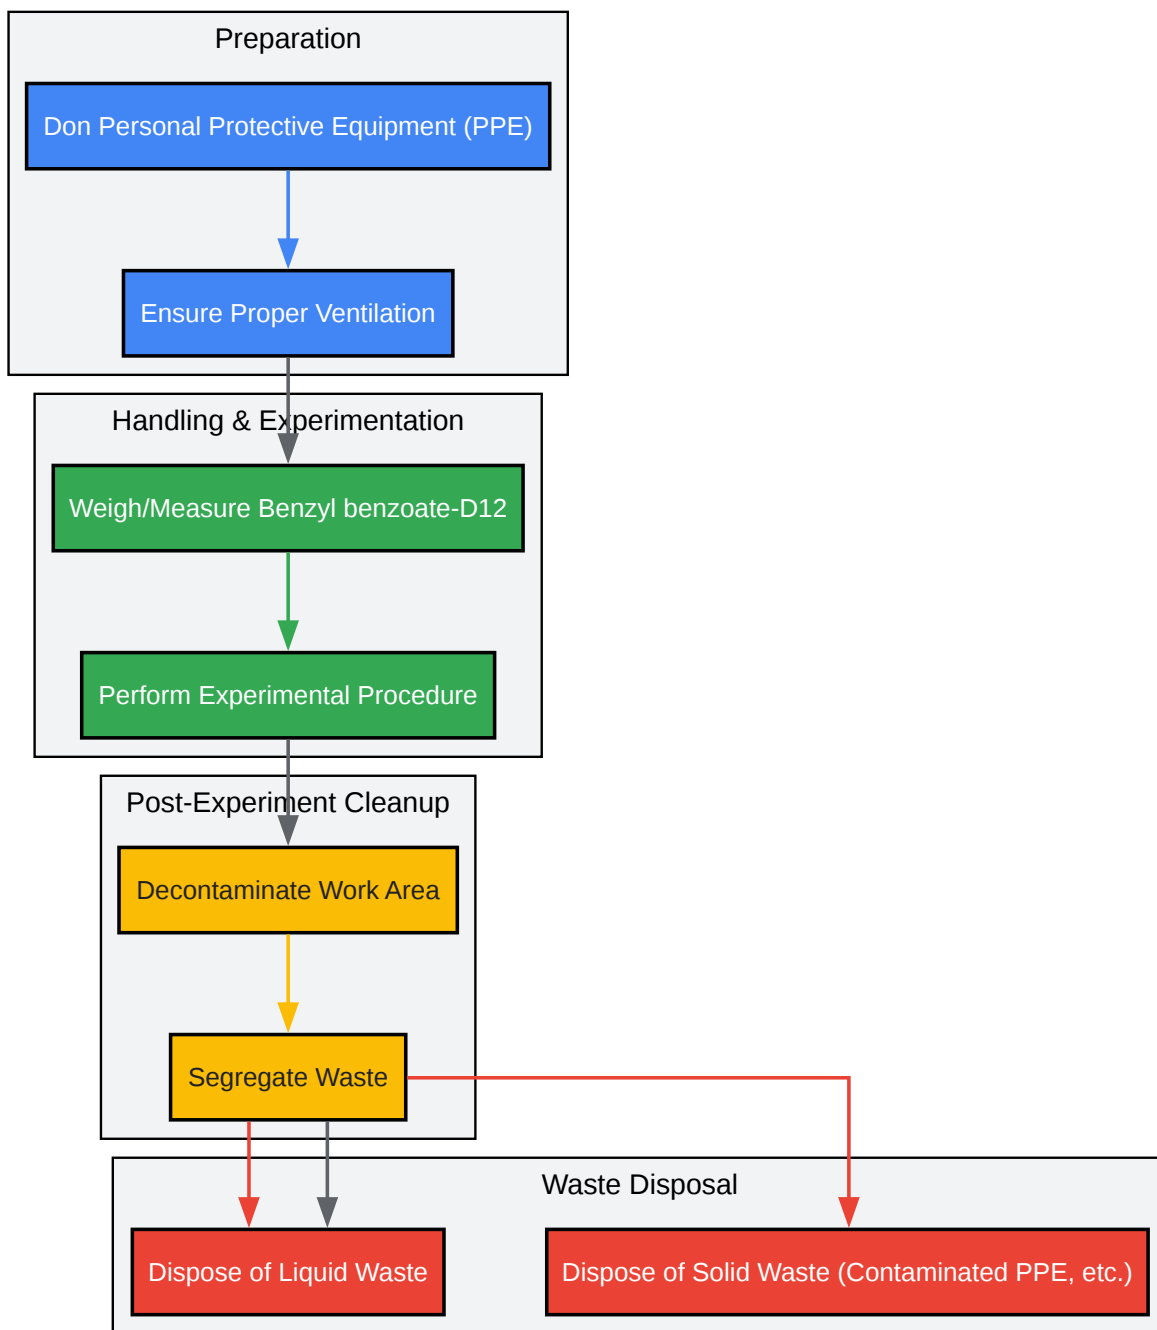 Preparation
Don Personal Protective Equipment (PPE)
Ensure Proper Ventilation
Handling & Experimentation
Weigh/Measure Benzyl benzoate-D12
Perform Experimental Procedure
Post-Experiment Cleanup
Decontaminate Work Area
Segregate Waste
Waste Disposal
Dispose of Liquid Waste
Dispose of Solid Waste (Contaminated PPE, etc.)